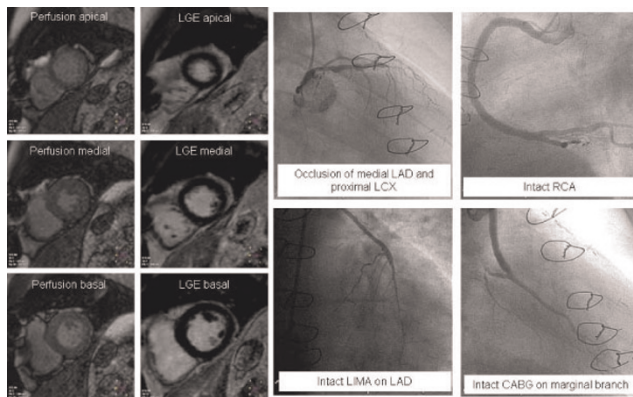 Perfusion apical
LGE apical
Perfusion medial
LGE medial
Perfusion basal
LGE basal
Occlusion of medial LAD and
proximal LCX
Intact RCA
Intact LIMA on LAD
Intact CABG on marginal branch